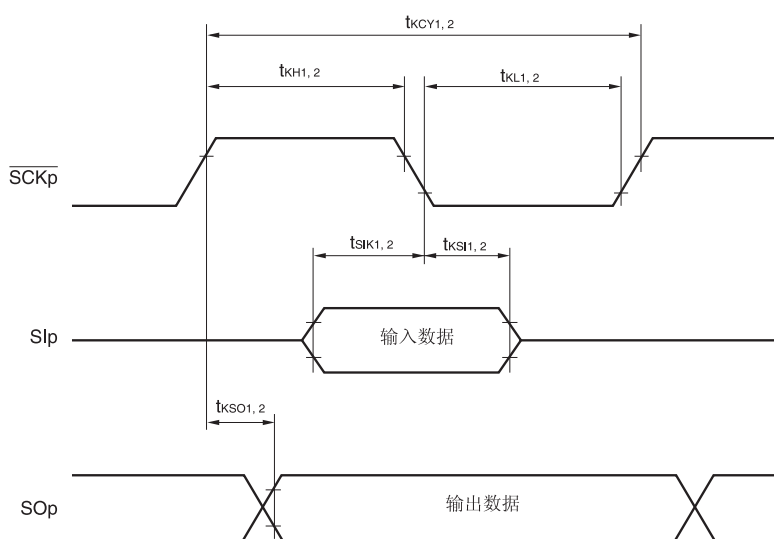 tKCY1, 2
tKH1, 2
tKL1, 2
SCKp
tSIK1, 2
tKSI1, 2
SIp
输入数据
tKSO1, 2
SOp
输出数据